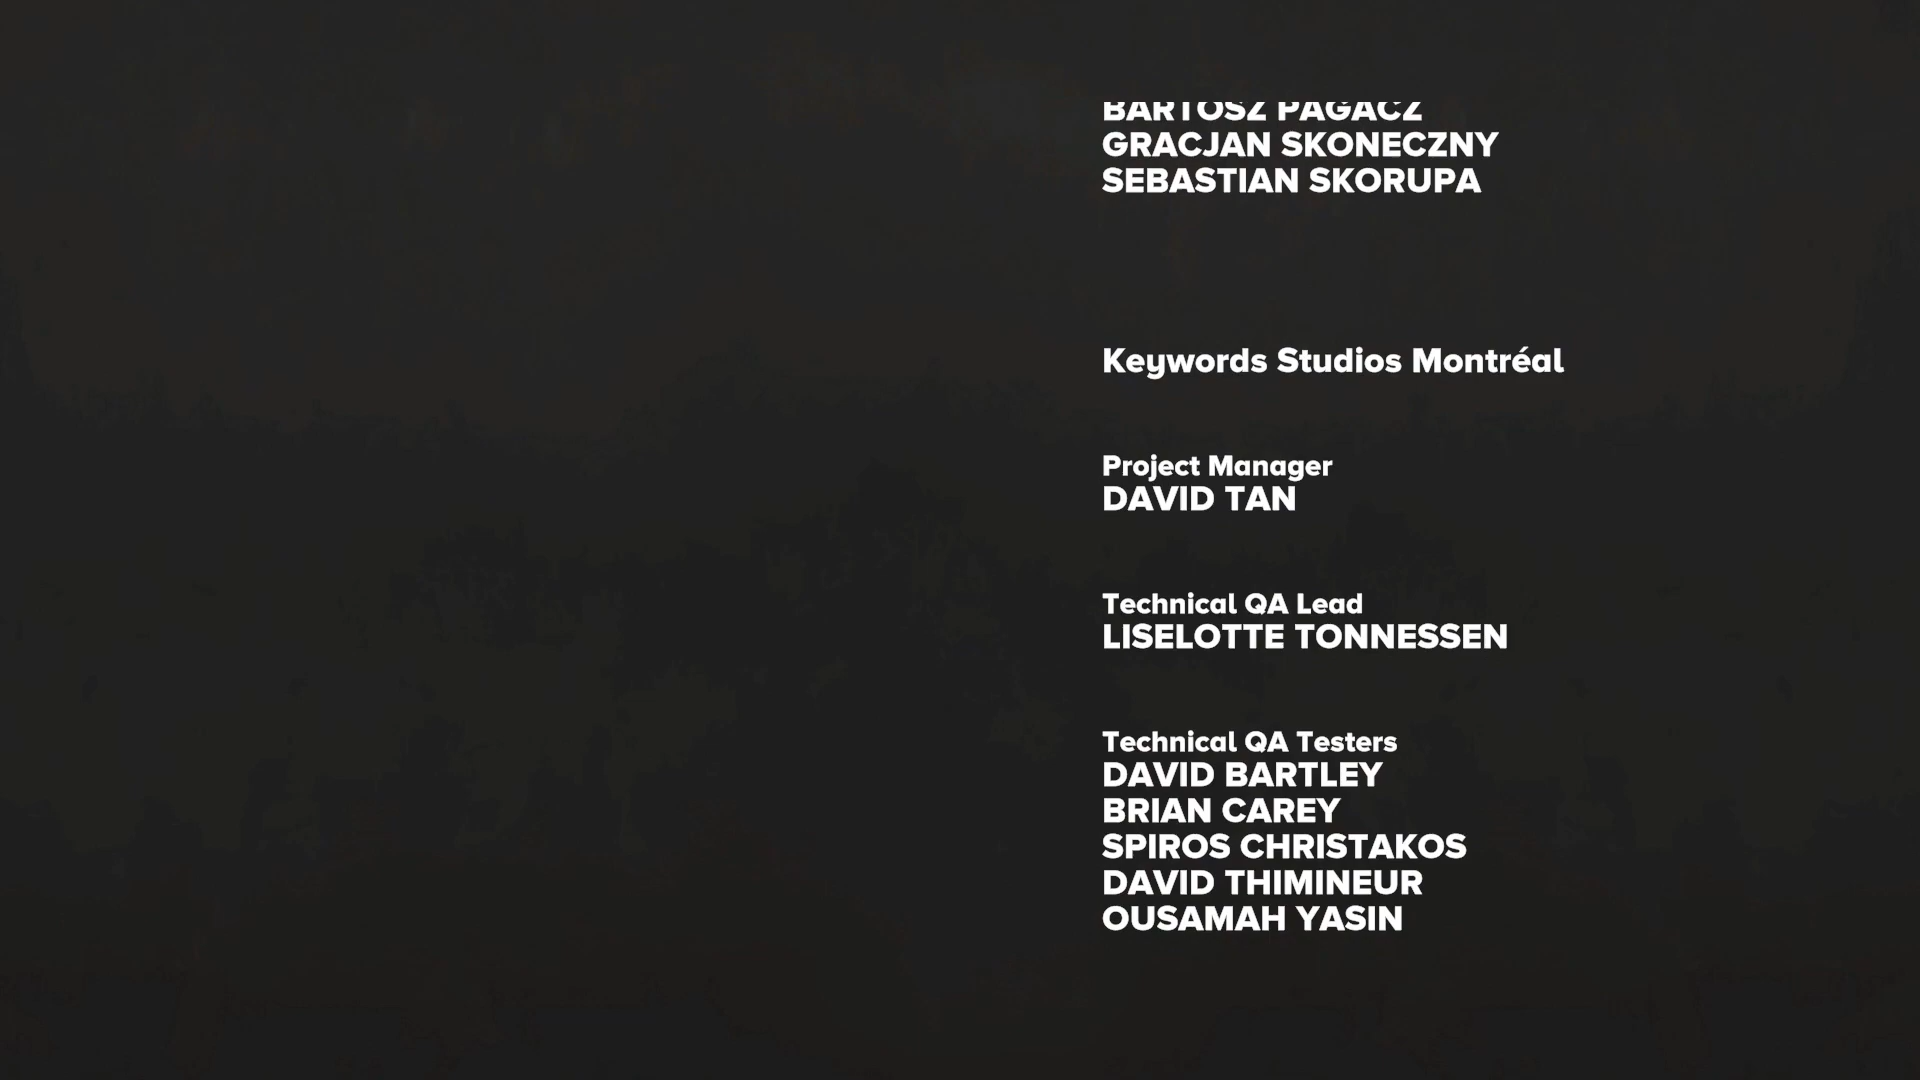 BARTOSZ PAGACZ
GRACJAN SKONECZNY
SEBASTIAN SKORUPA
Keywords Studios Montréal
Project Manager
DAVID TAN
Technical QA Lead
LISELOTTE TONNESSEN
Technical QA Testers
DAVID BARTLEY
BRIAN CAREY
SPIROS CHRISTAKOS
DAVID THIMINEUR
OUSAMAH YASIN